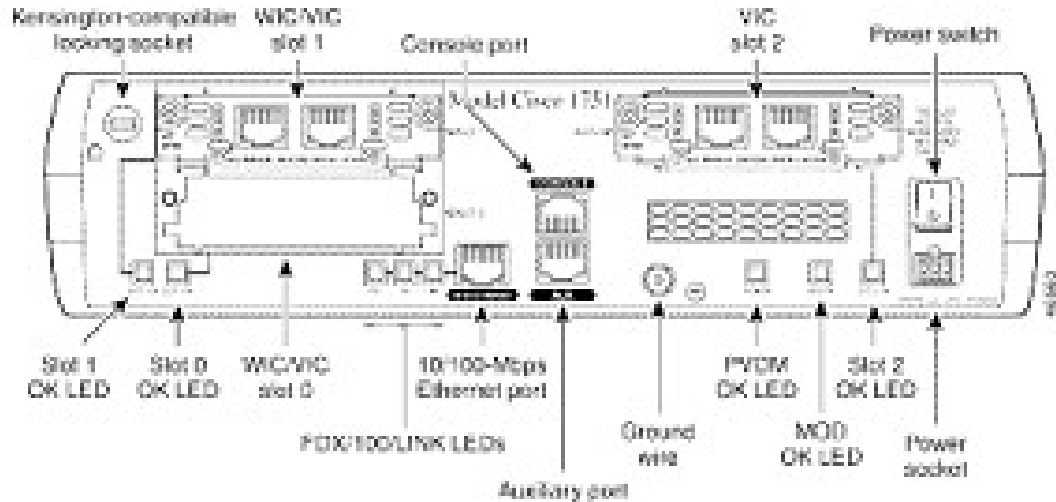 Kensington-compatible
locking socket
WIC/VIC
slot 1
Console port
VIC
slot 2
Power switch
Model Cisco 1751
CONSOLE
AUX
Slot 1
OK LED
Slot 0
OK LED
WIC/VIC
slot 0
FDX/100/LINK LEDs
10/100-Mbps
Ethernet port
Auxiliary port
Ground
wire
PVDM
OK LED
MOD
OK LED
Slot 2
OK LED
Power
socket